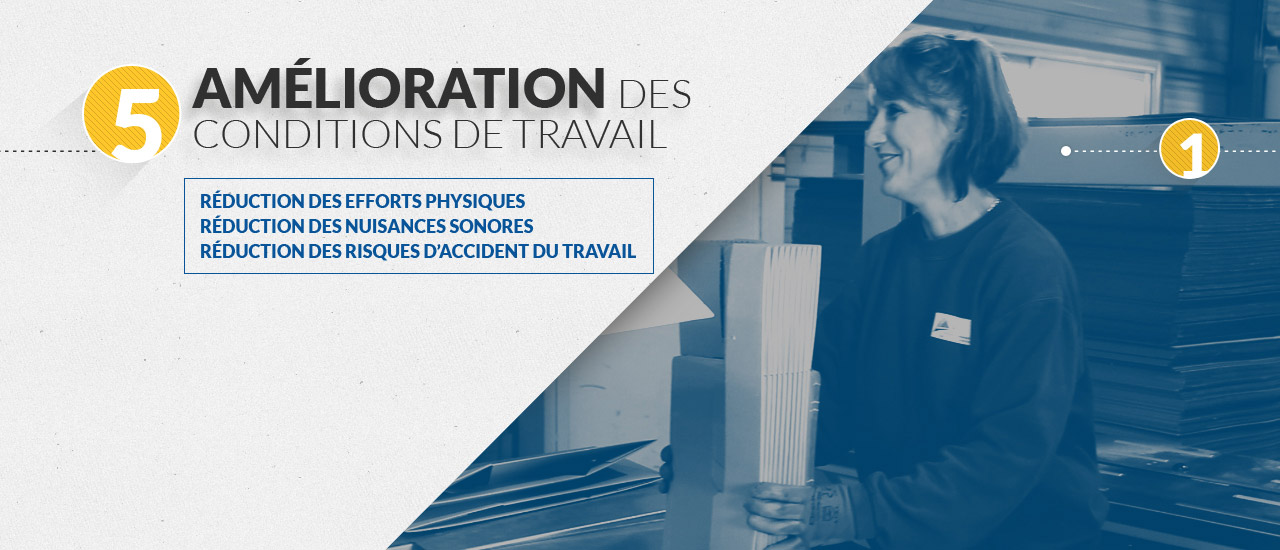 5
AMÉLIORATION DES
CONDITIONS DE TRAVAIL
RÉDUCTION DES EFFORTS PHYSIQUES
RÉDUCTION DES NUISANCES SONORES
RÉDUCTION DES RISQUES D’ACCIDENT DU TRAVAIL
1